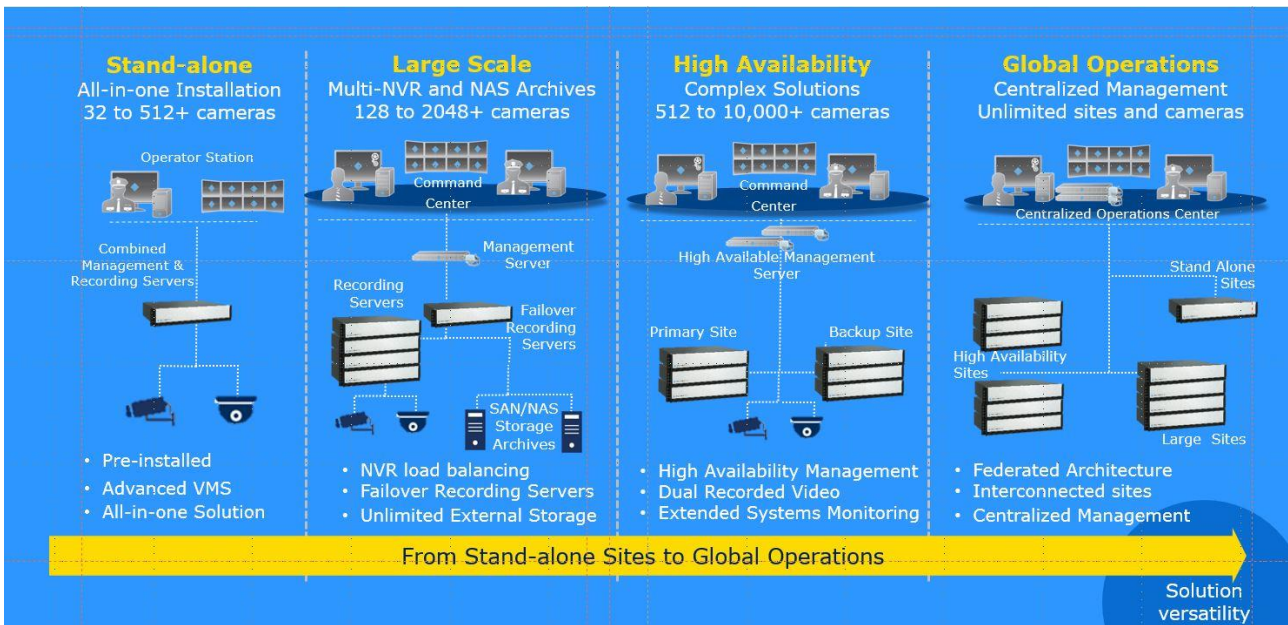 Stand-alone
All-in-one Installation
32 to 512+ cameras
Operator Station
Combined
Management &
Recording Servers
• Pre-installed
• Advanced VMS
• All-in-one Solution
Large Scale
Multi-NVR and NAS Archives
128 to 2048+ cameras
Command
Center
Management
Server
Recording
Servers
Failover
Recording
Servers
SAN/NAS
Storage
Archives
• NVR load balancing
• Failover Recording Servers
• Unlimited External Storage
High Availability
Complex Solutions
512 to 10,000+ cameras
Command
Center
High Available Management
Server
Primary Site
Backup Site
• High Availability Management
• Dual Recorded Video
• Extended Systems Monitoring
Global Operations
Centralized Management
Unlimited sites and cameras
Centralized Operations Center
Stand Alone
Sites
High Availability
Sites
Large Sites
• Federated Architecture
• Interconnected sites
• Centralized Management
From Stand-alone Sites to Global Operations
Solution
versatility